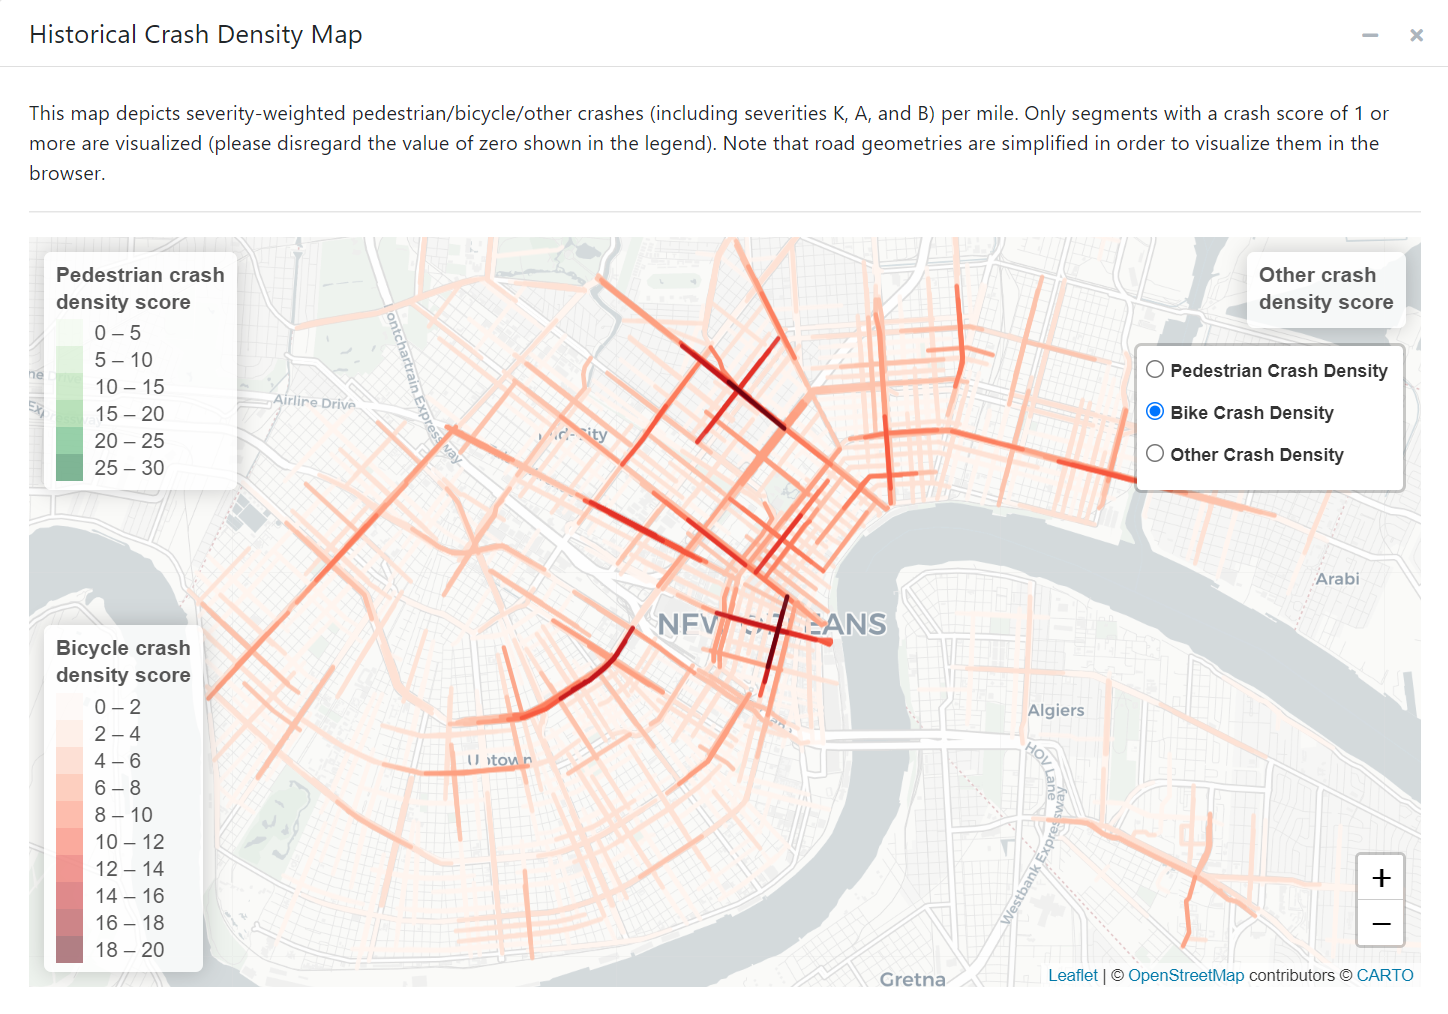 Historical Crash Density Map
This map depicts severity-weighted pedestrian/bicycle/other crashes (including severities K, A, and B) per mile. Only segments with a crash score of 1 or
more are visualized (please disregard the value of zero shown in the legend). Note that road geometries are simplified in order to visualize them in the
browser.
Pedestrian crash
density score
0 – 5
5 – 10
10 – 15
15 – 20
20 – 25
25 – 30
Other crash
density score
Pedestrian Crash Density
Bike Crash Density
Other Crash Density
Airline Drive
Arabi
Bicycle crash
density score
0 – 2
2 – 4
4 – 6
6 – 8
8 – 10
10 – 12
12 – 14
14 – 16
16 – 18
18 – 20
Algiers
HOV Lane
Uptown
Westbank Expressway
+
−
Gretna
Leaflet | © OpenStreetMap contributors © CARTO